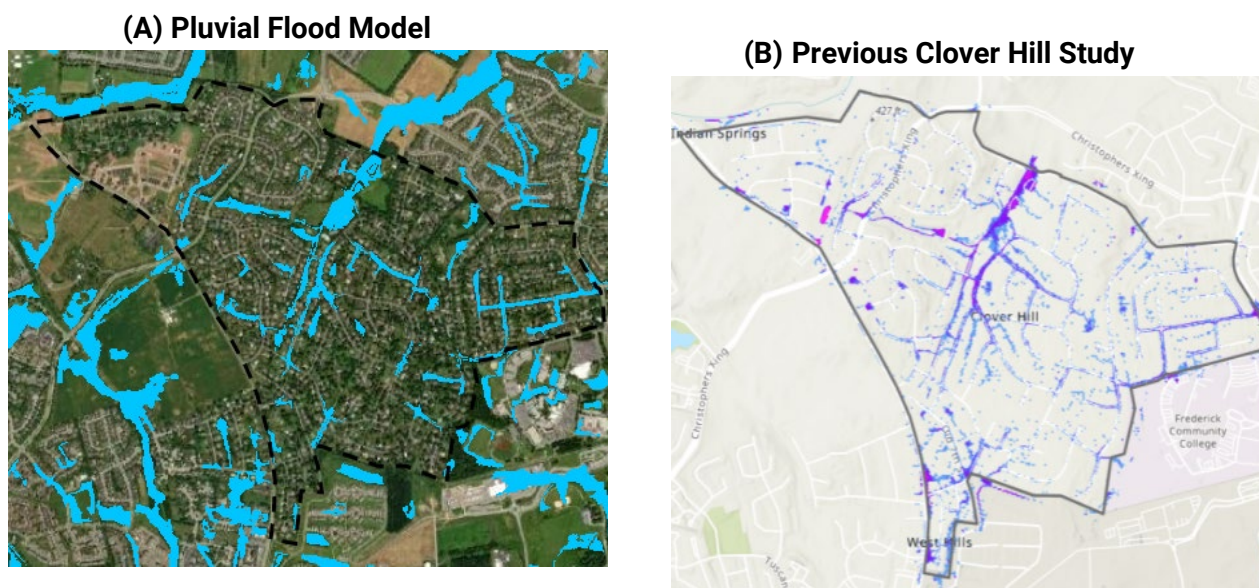 (A) Pluvial Flood Model
(B) Previous Clover Hill Study
427 ft
Indian Springs
Christophers Xing
Christophers Xing
Clover Hill
Christophers Xing
Frederick
Community
College
West Hills